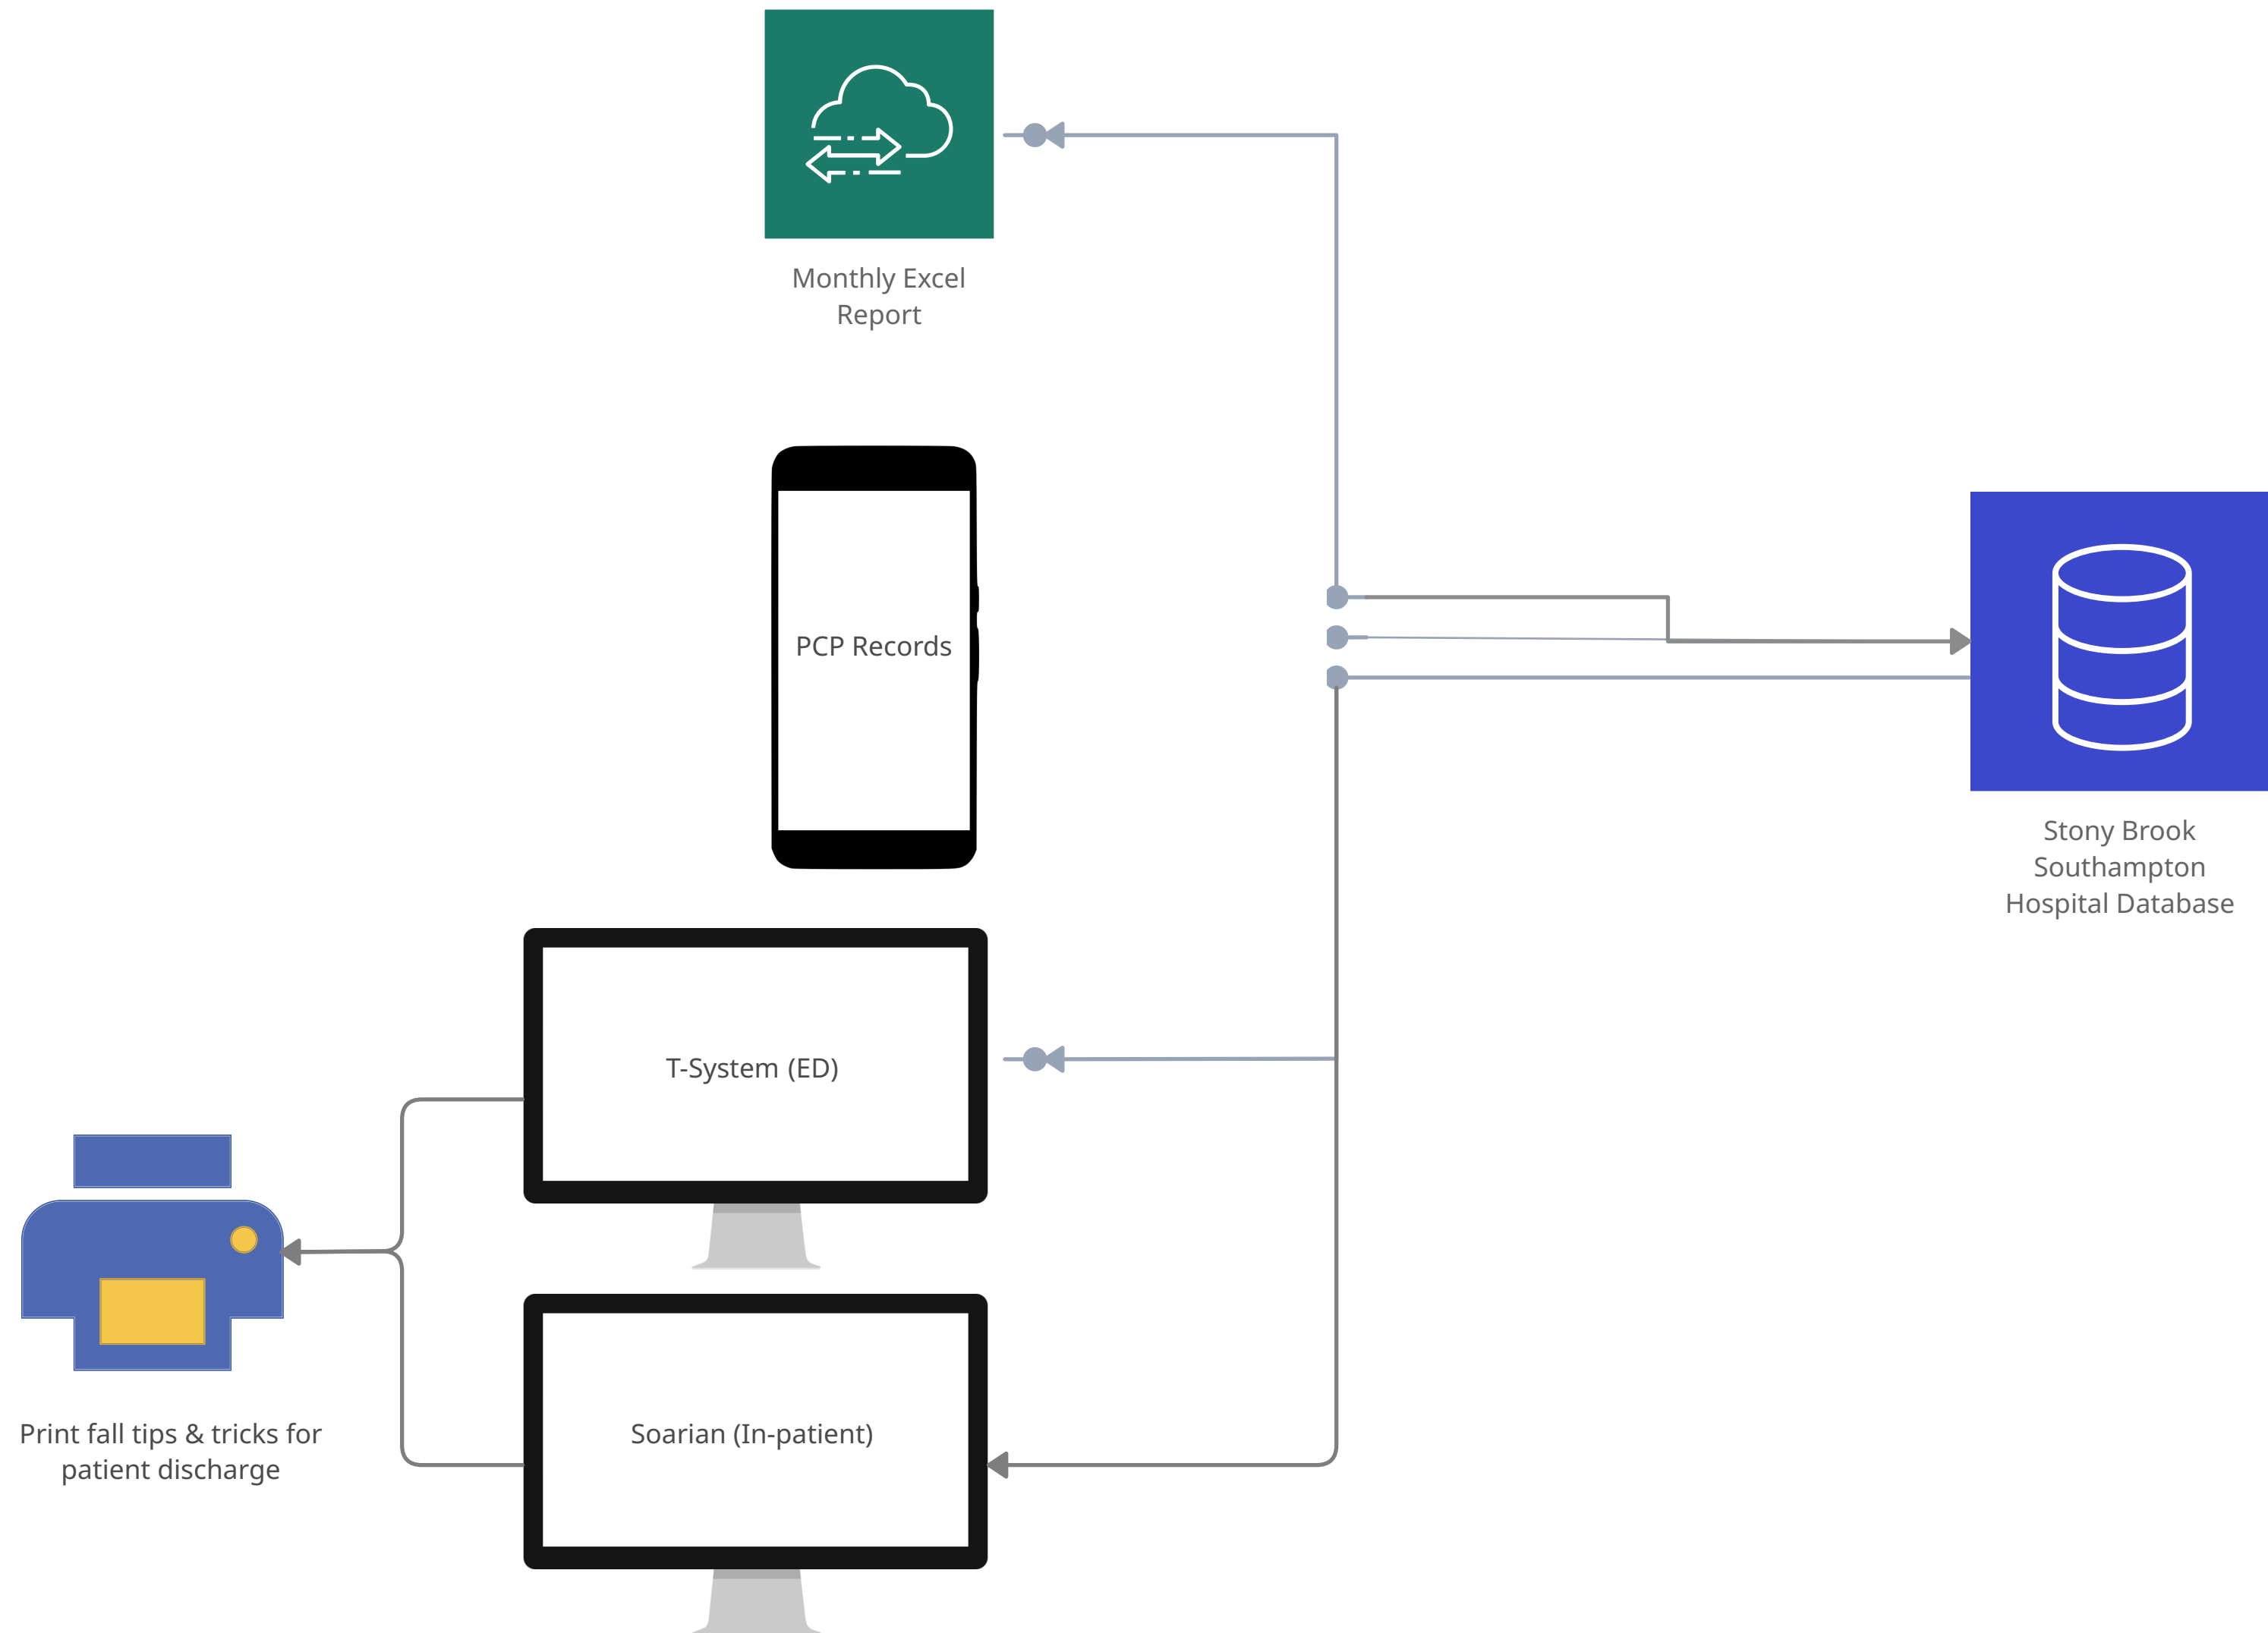 Monthly Excel
Report
PCP Records
Stony Brook
Southampton
Hospital Database
T-System (ED)
Soarian (In-patient)
Print fall tips & tricks for
patient discharge